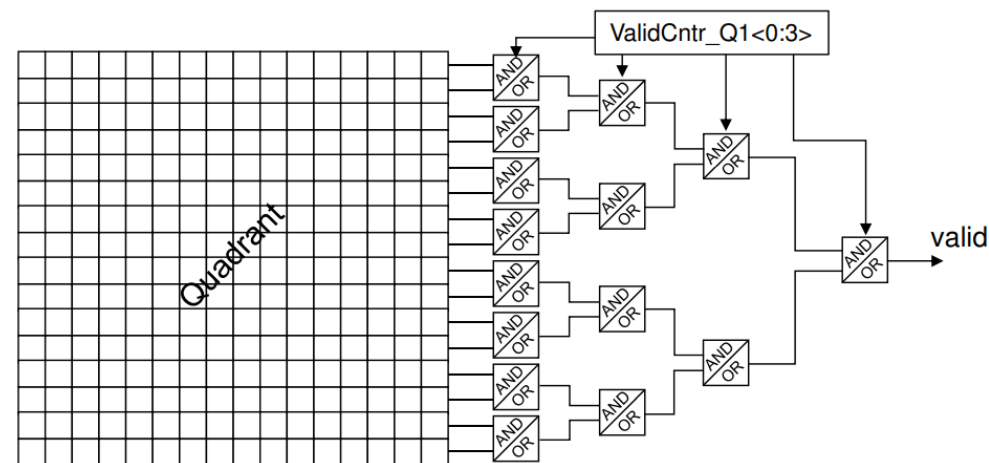 ValidCntr_Q1<0:3>
AND
OR
AND
OR
AND
OR
AND
OR
AND
OR
AND
OR
AND
OR
AND
OR
AND
OR
AND
OR
AND
OR
AND
OR
AND
OR
AND
OR
AND
OR
Quadrant
valid